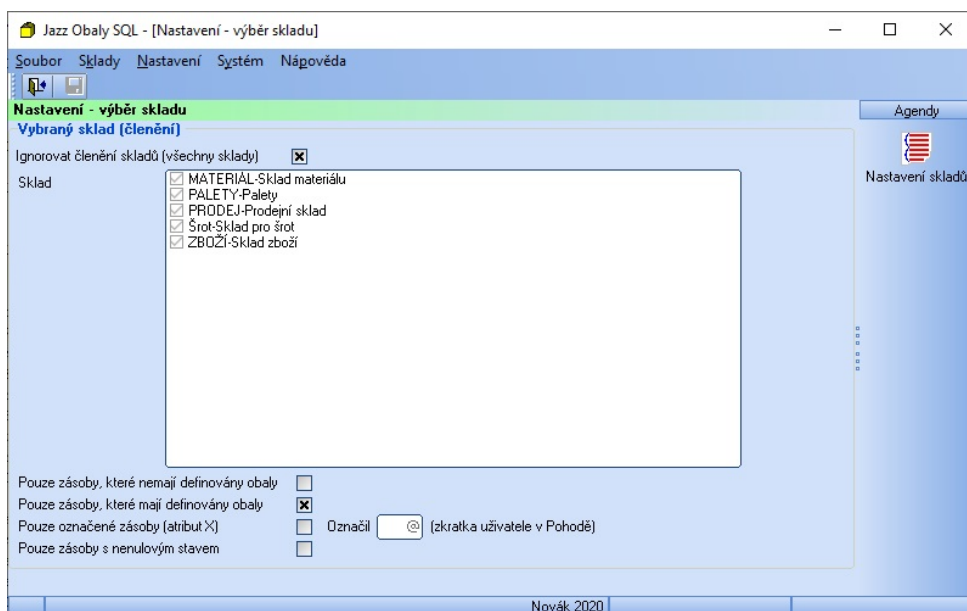 Jazz Obaly SQL - [Nastavení - výběr skladu]
Soubor Sklady Nastavení Systém Nápověda
Nastavení - výběr skladu
Agendy
Vybraný sklad (členění)
Ignorovat členění skladů (všechny sklady)
Nastavení skladů
Sklad
MATERIÁL-Sklad materiálu
PALETY-Palety
PRODEJ-Prodejní sklad
Šrot-Sklad pro šrot
ZBOŽÍ-Sklad zboží
Pouze zásoby, které nemají definovány obaly
Pouze zásoby, které mají definovány obaly
Pouze označené zásoby (atribut X) Označil @ (zkratka uživatele v Pohodě)
Pouze zásoby s nenulovým stavem
Novák 2020